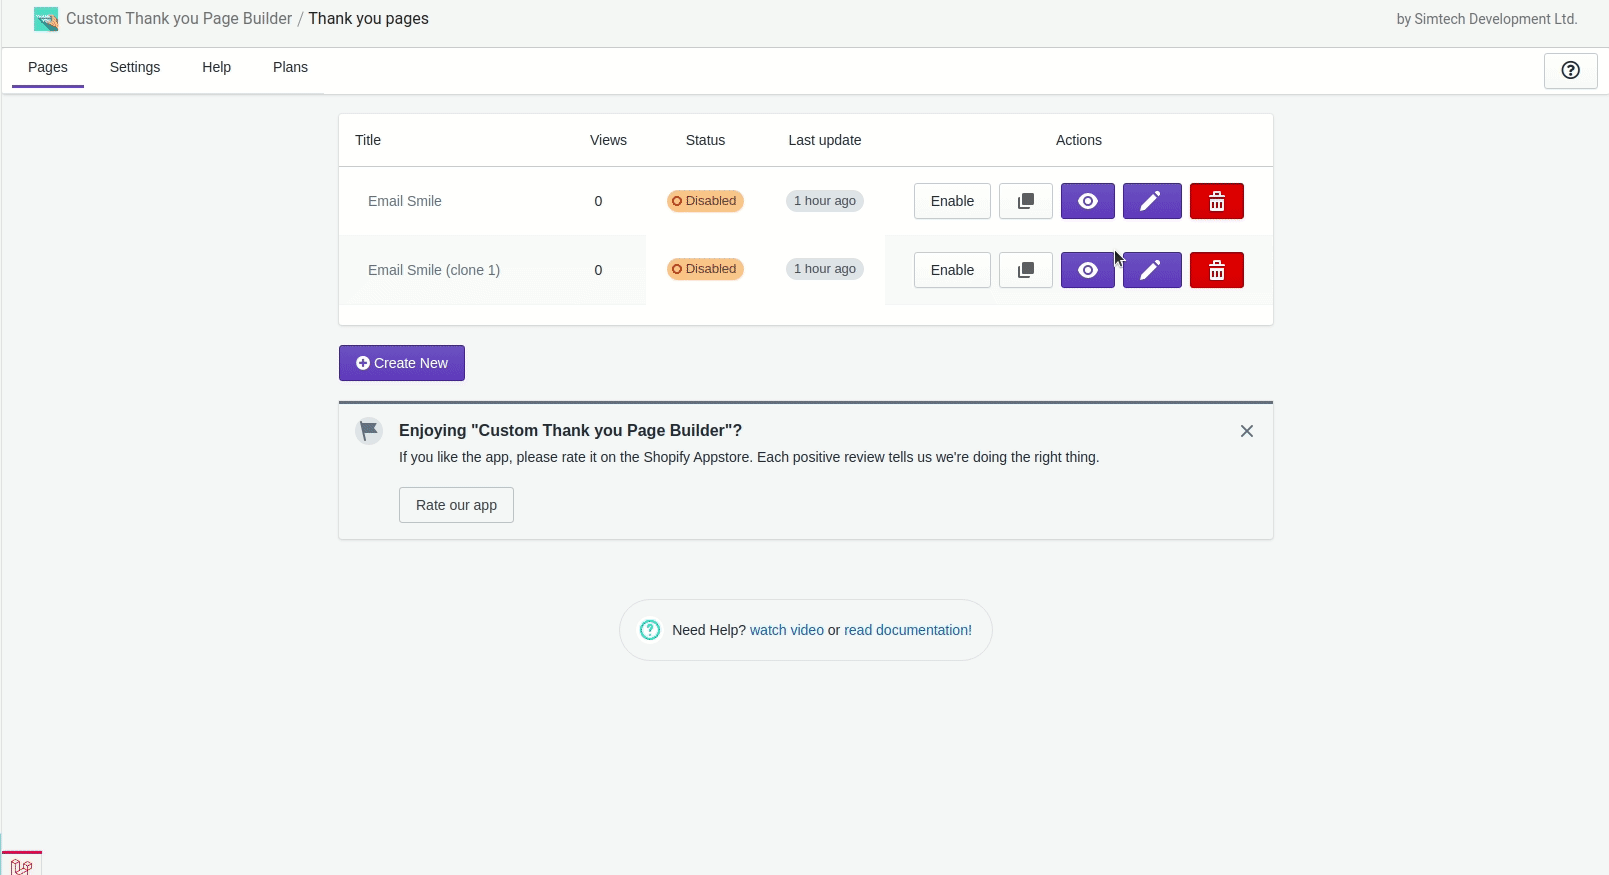 Custom Thank you Page Builder / Thank you pages
by Simtech Development Ltd.
Pages Settings Help Plans
Title Views Status Last update Actions
Email Smile 0 Disabled 1 hour ago Enable
Email Smile (clone 1) 0 Disabled 1 hour ago Enable
Create New
Enjoying "Custom Thank you Page Builder"?
If you like the app, please rate it on the Shopify Appstore. Each positive review tells us we're doing the right thing.
Rate our app
Need Help? watch video or read documentation!